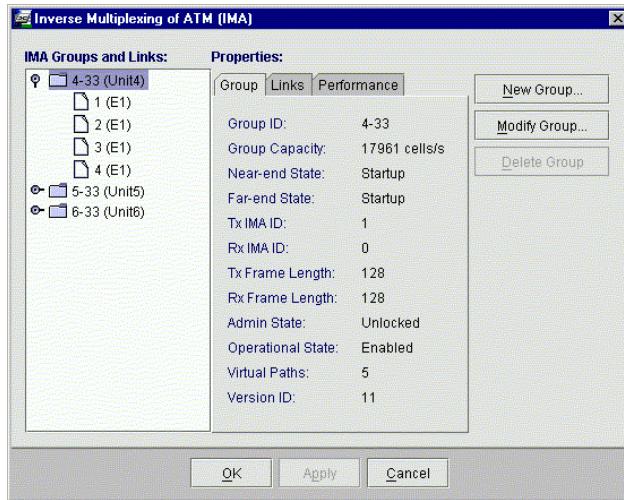 Inverse Multiplexing of ATM (IMA)
IMA Groups and Links:
4-33 (Unit4)
1 (E1)
2 (E1)
3 (E1)
4 (E1)
5-33 (Unit5)
6-33 (Unit6)
Properties:
Group Links Performance
Group ID: 4-33
Group Capacity: 17961 cells/s
Near-end State: Startup
Far-end State: Startup
Tx IMA ID: 1
Rx IMA ID: 0
Tx Frame Length: 128
Rx Frame Length: 128
Admin State: Unlocked
Operational State: Enabled
Virtual Paths: 5
Version ID: 11
New Group...
Modify Group...
Delete Group
OK Apply Cancel